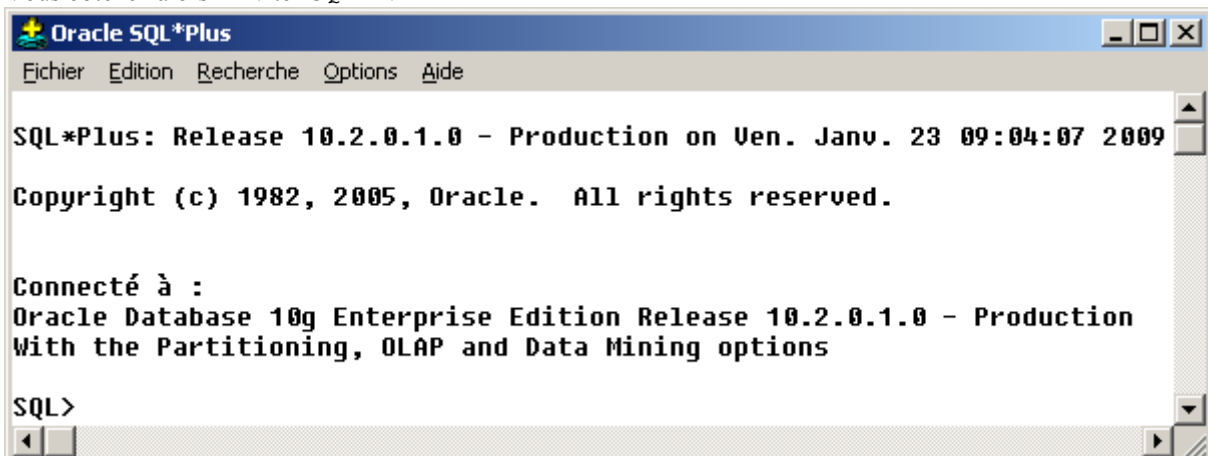 Oracle SQL*Plus
Fichier Edition Recherche Options Aide
SQL*Plus: Release 10.2.0.1.0 - Production on Ven. Janv. 23 09:04:07 2009
Copyright (c) 1982, 2005, Oracle.  All rights reserved.
Connecté à :
Oracle Database 10g Enterprise Edition Release 10.2.0.1.0 - Production
With the Partitioning, OLAP and Data Mining options
SQL>